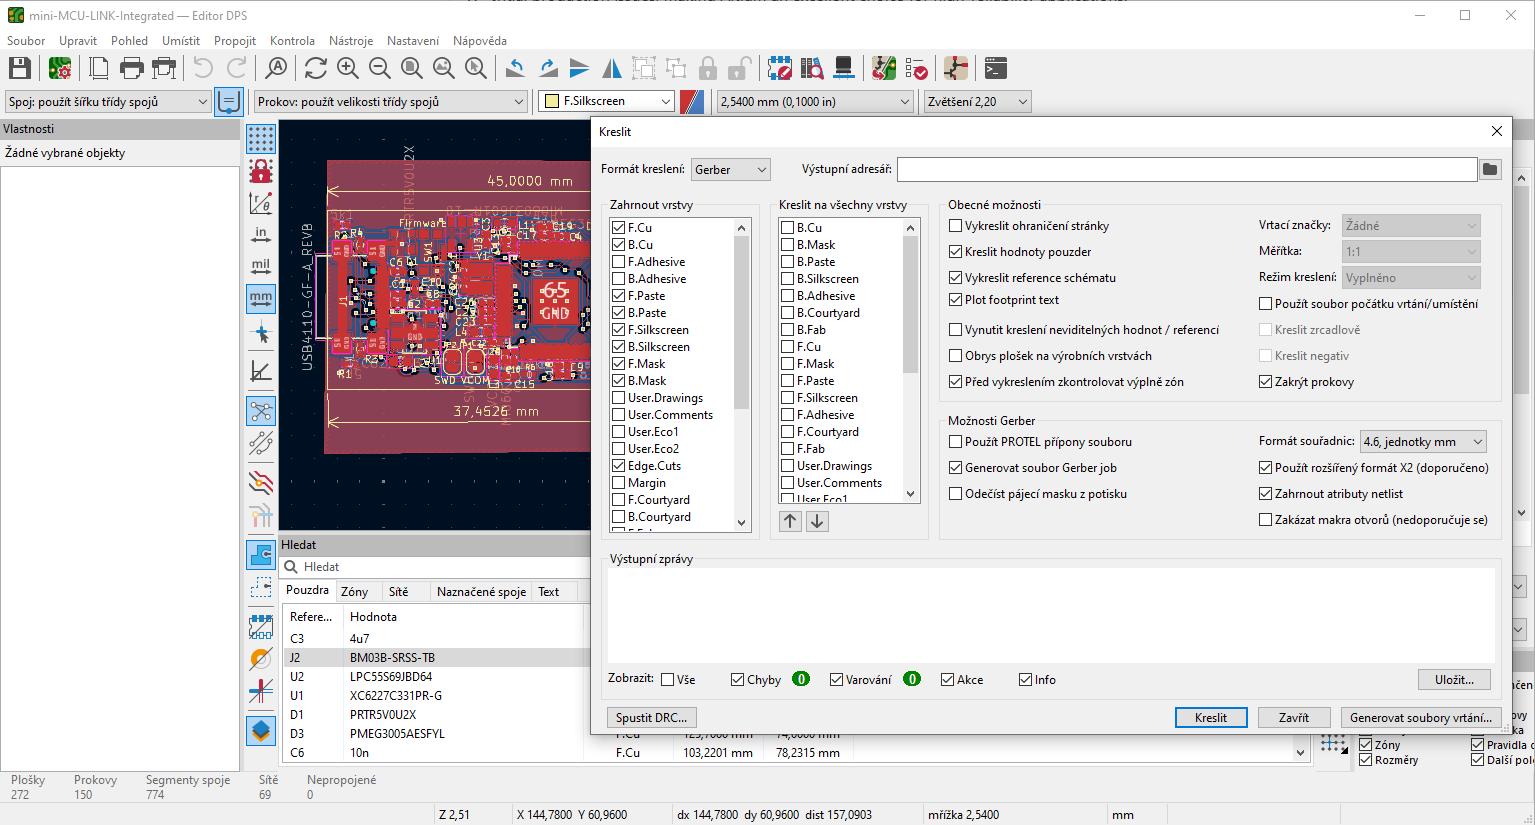 mini-MCU-LINK-Integrated — Editor DPS
Soubor Upravit Pohled Umístit Propojit Kontrola Nástroje Nastavení Nápověda
Spoj: použít šířku třídy spojů
Prokov: použít velikosti třídy spojů
F.Silkscreen
2,5400 mm (0,1000 in)
Zvětšení 2,20
Vlastnosti
Žádné vybrané objekty
in
mil
mm
45,0000 mm
37,4526 mm
USB4110-GF-A_REVB
PRTR5V0U2X
Firmware
SWD VCOM
65
GND
Kreslit
Formát kreslení: Gerber
Výstupní adresář:
Zahrnout vrstvy
F.Cu
B.Cu
F.Adhesive
B.Adhesive
F.Paste
B.Paste
F.Silkscreen
B.Silkscreen
F.Mask
B.Mask
User.Drawings
User.Comments
User.Eco1
User.Eco2
Edge.Cuts
Margin
F.Courtyard
B.Courtyard
Kreslit na všechny vrstvy
B.Cu
B.Mask
B.Paste
B.Silkscreen
B.Adhesive
B.Courtyard
B.Fab
F.Cu
F.Mask
F.Paste
F.Silkscreen
F.Adhesive
F.Courtyard
F.Fab
User.Drawings
User.Comments
User.Eco1
Obecné možnosti
Vykreslit ohraničení stránky
Kreslit hodnoty pouzder
Vykreslit reference schématu
Plot footprint text
Vynutit kreslení neviditelných hodnot / referencí
Obrys plošek na výrobních vrstvách
Před vykreslením zkontrolovat výplně zón
Vrtací značky: Žádné
Měřítka: 1:1
Režim kreslení: Vyplněno
Použít soubor počátku vrtání/umístění
Kreslit zrcadlově
Kreslit negativ
Zakrýt prokovy
Možnosti Gerber
Použít PROTEL přípony souboru
Generovat soubor Gerber job
Odečíst pájecí masku z potisku
Formát souřadnic: 4.6, jednotky mm
Použít rozšířený formát X2 (doporučeno)
Zahrnout atributy netlist
Zakázat makra otvorů (nedoporučuje se)
Výstupní zprávy
Zobrazit: Vše Chyby 0 Varování 0 Akce Info
Uložit...
Spustit DRC...
Kreslit
Zavřít
Generovat soubory vrtání...
Hledat
Hledat
Pouzdra Zóny Sítě Naznačené spoje Text
Refere... Hodnota
C3 4u7
J2 BM03B-SRSS-TB
U2 LPC55S69JBD64
U1 XC6227C331PR-G
D1 PRTR5V0U2X
D3 PMEG3005AESFYL
C6 10n F.Cu 103,2201 mm 78,2315 mm
Zóny
Rozměry
Pravidla
Další
Plošky Prokovy Segmenty spoje Sítě Nepropojené
272 150 774 69 0
Z 2,51
X 144,7800 Y 60,9600
dx 144,7800 dy 60,9600 dist 157,0903
mřížka 2,5400
mm